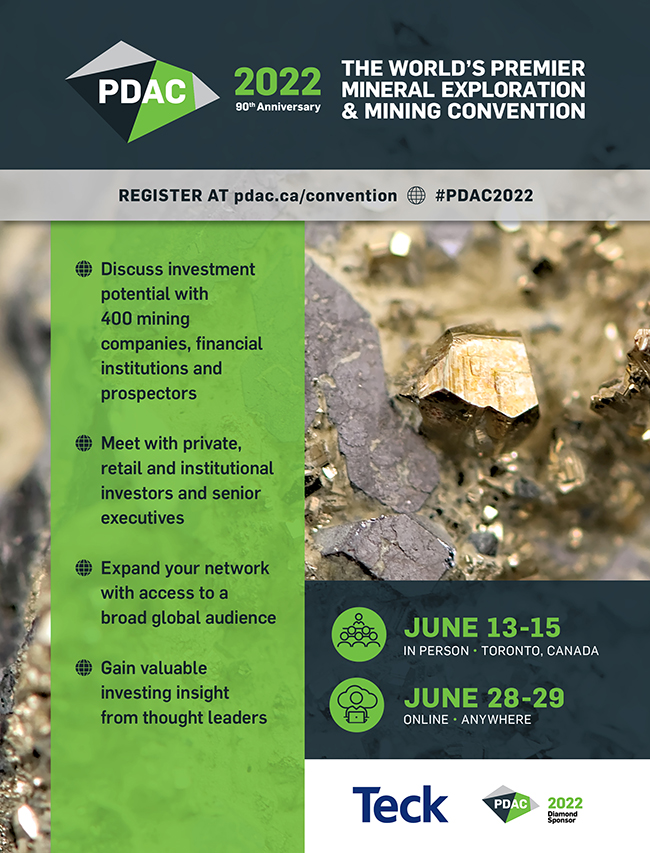 PDAC
2022
90th Anniversary
THE WORLD'S PREMIER
MINERAL EXPLORATION
& MINING CONVENTION
REGISTER AT pdac.ca/convention #PDAC2022
Discuss investment
potential with
400 mining
companies, financial
institutions and
prospectors
Meet with private,
retail and institutional
investors and senior
executives
Expand your network
with access to a
broad global audience
Gain valuable
investing insight
from thought leaders
JUNE 13-15
IN PERSON • TORONTO, CANADA
JUNE 28-29
ONLINE • ANYWHERE
Teck
PDAC
2022
Diamond
Sponsor